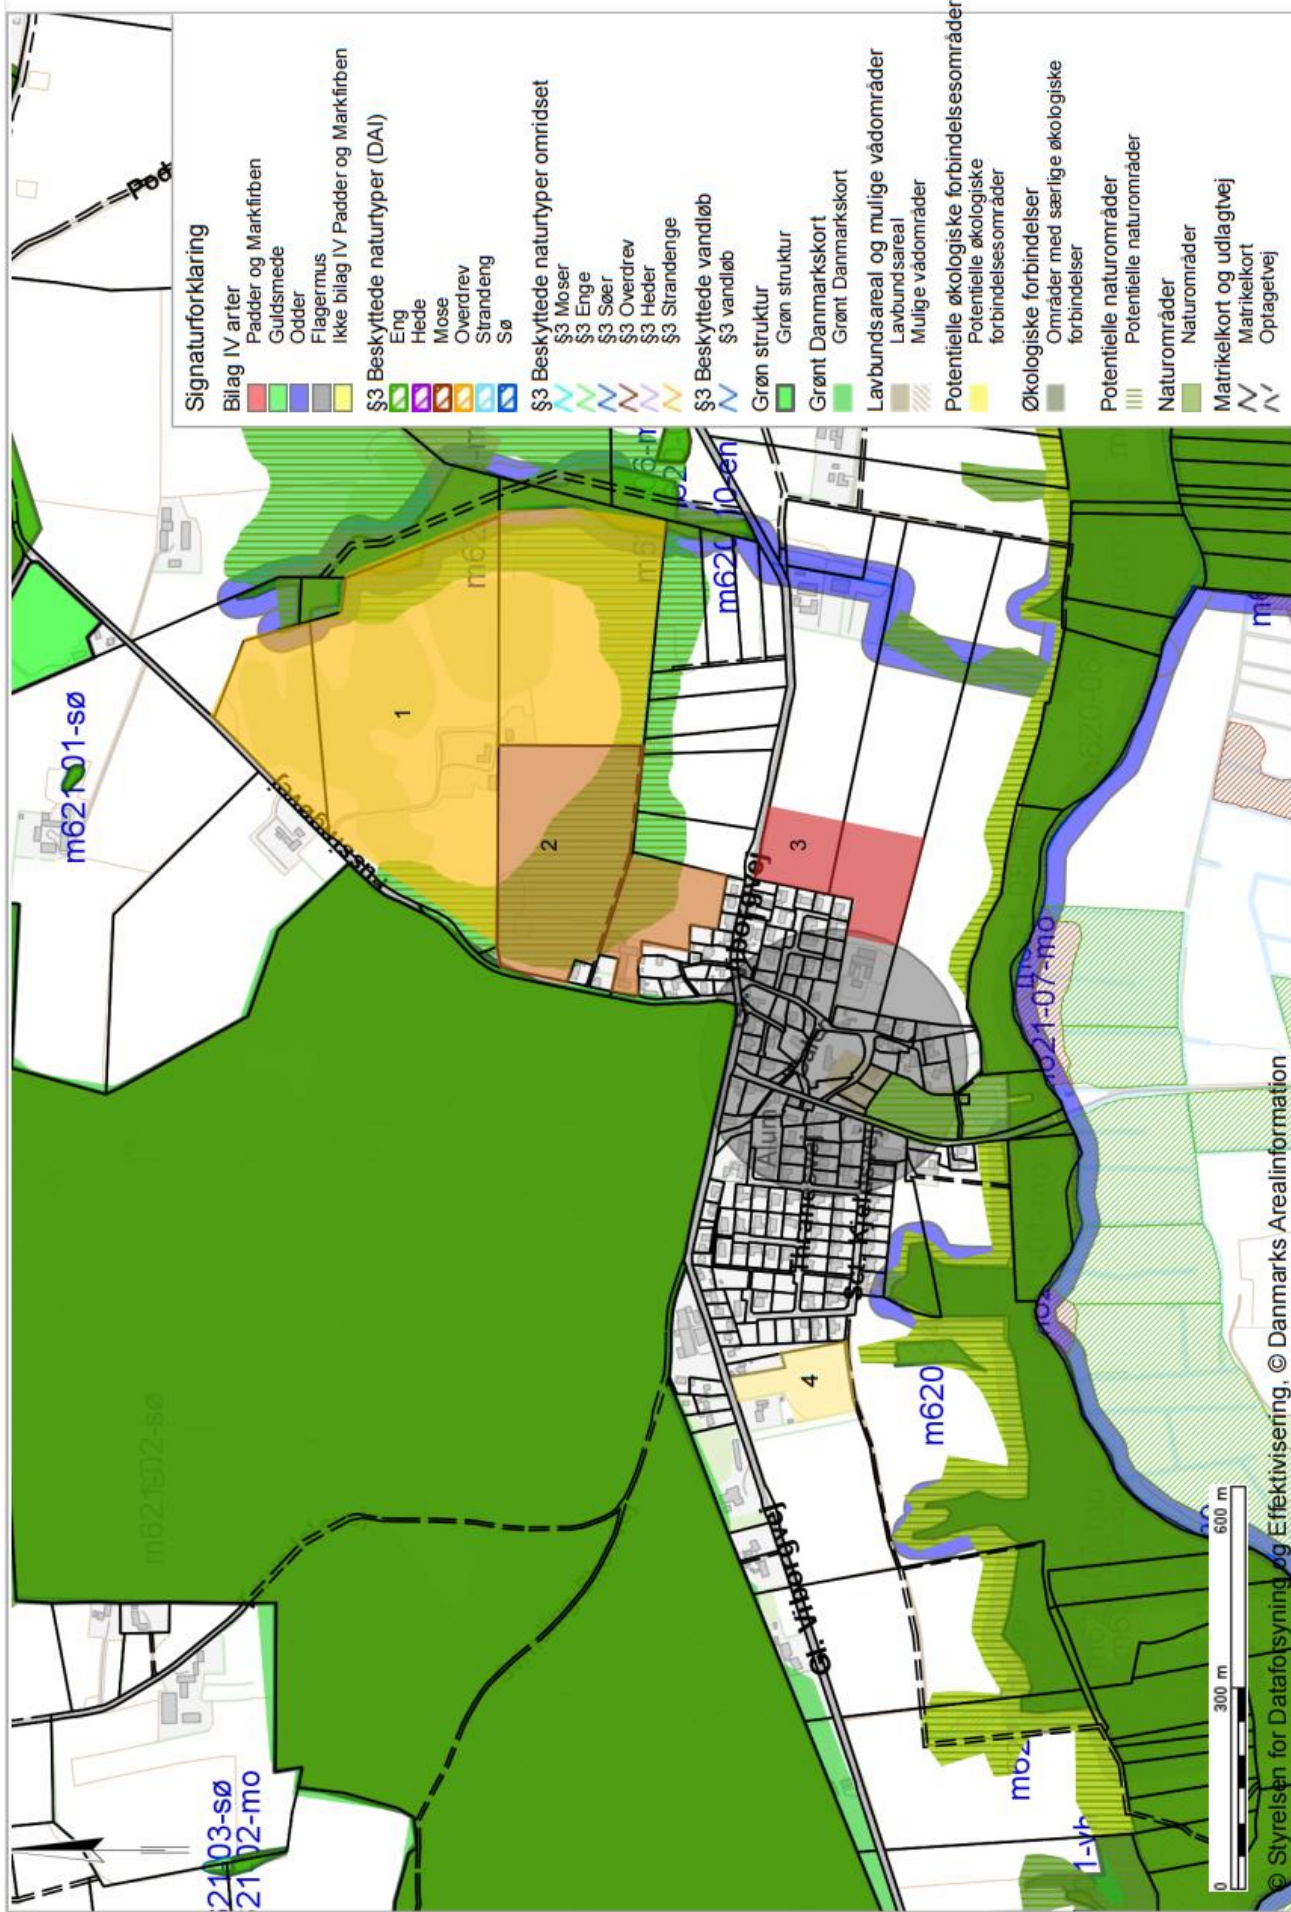 Signaturforklaring
Bilag IV arter
Padder og Markfirben
Guldsmede
Odder
Flagermus
Ikke bilag IV Padder og Markfirben
§3 Beskyttede naturtyper (DAI)
Eng
Hede
Mose
Overdrev
Strandeng
Sø
§3 Beskyttede naturtyper omridset
§3 Moser
§3 Enge
§3 Søer
§3 Overdrev
§3 Heder
§3 Strandenge
§3 Beskyttede vandløb
§3 vandløb
Grøn struktur
Grøn struktur
Grønt Danmarkskort
Grønt Danmarkskort
Lavbundsareal og mulige vådområder
Lavbundsareal
Mulige vådområder
Potentielle økologiske forbindelsesområder
Potentielle økologiske
forbindelsesområder
Økologiske forbindelser
Områder med særlige økologiske
forbindelser
Potentielle naturområder
Potentielle naturområder
Naturområder
Naturområder
Matrikelkort og udlagtvej
Matrikelkort
Optagetvej
m621-01-sø
1
2
3
4
m621-02-sø
Gl. Viborgvej
Ålum
m620
0
300 m
600 m
© Styrelsen for Dataforsyning og Effektivisering, © Danmarks Arealinformation